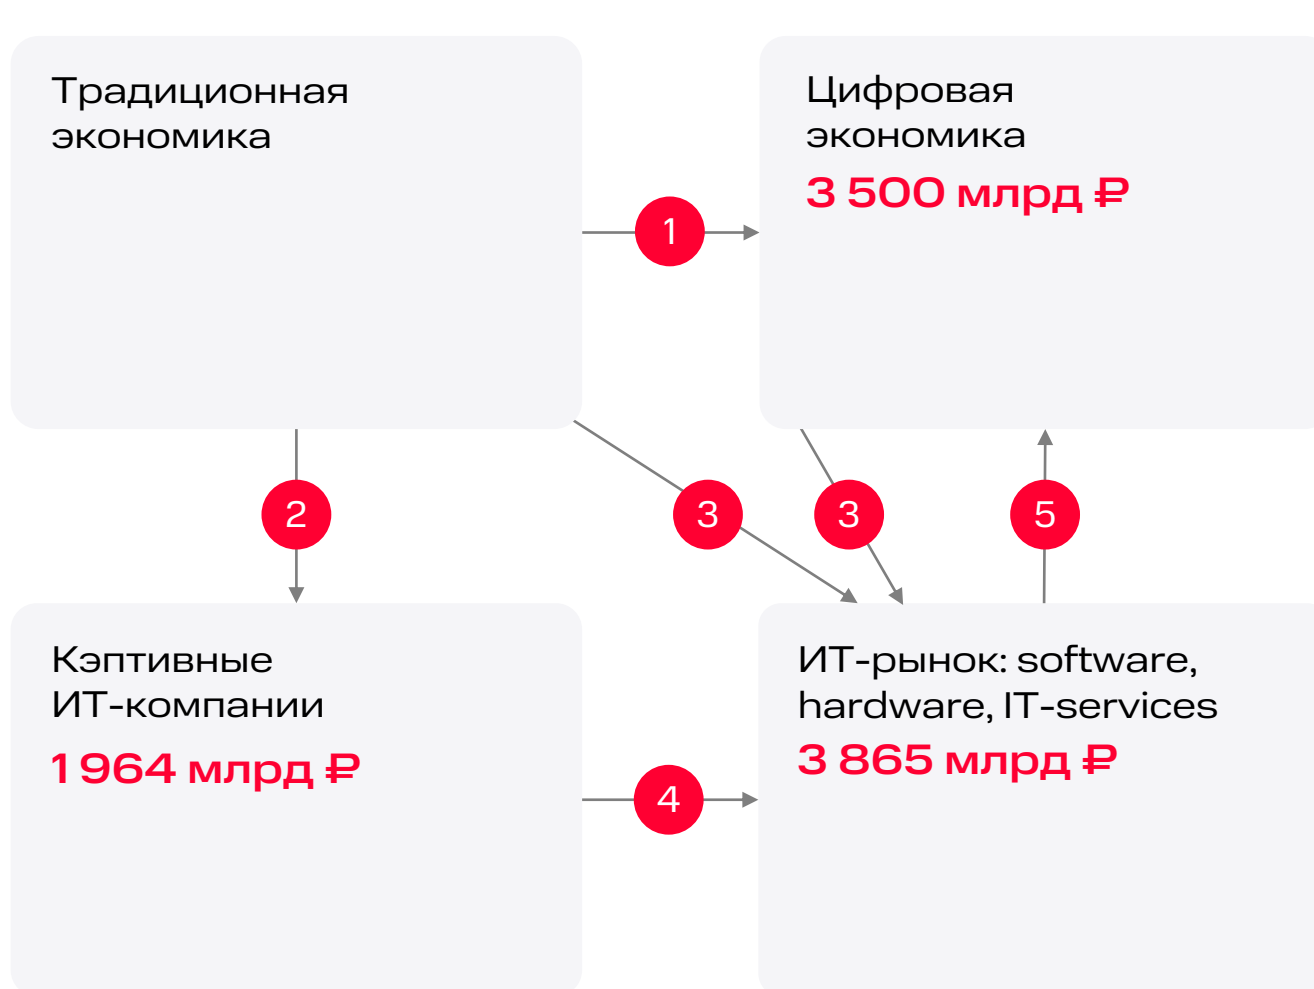 Традиционная
экономика
Цифровая
экономика
3 500 млрд ₽
1
2
3
3
5
Кэптивные
ИТ-компании
1 964 млрд ₽
4
ИТ-рынок: software,
hardware, IT-services
3 865 млрд ₽